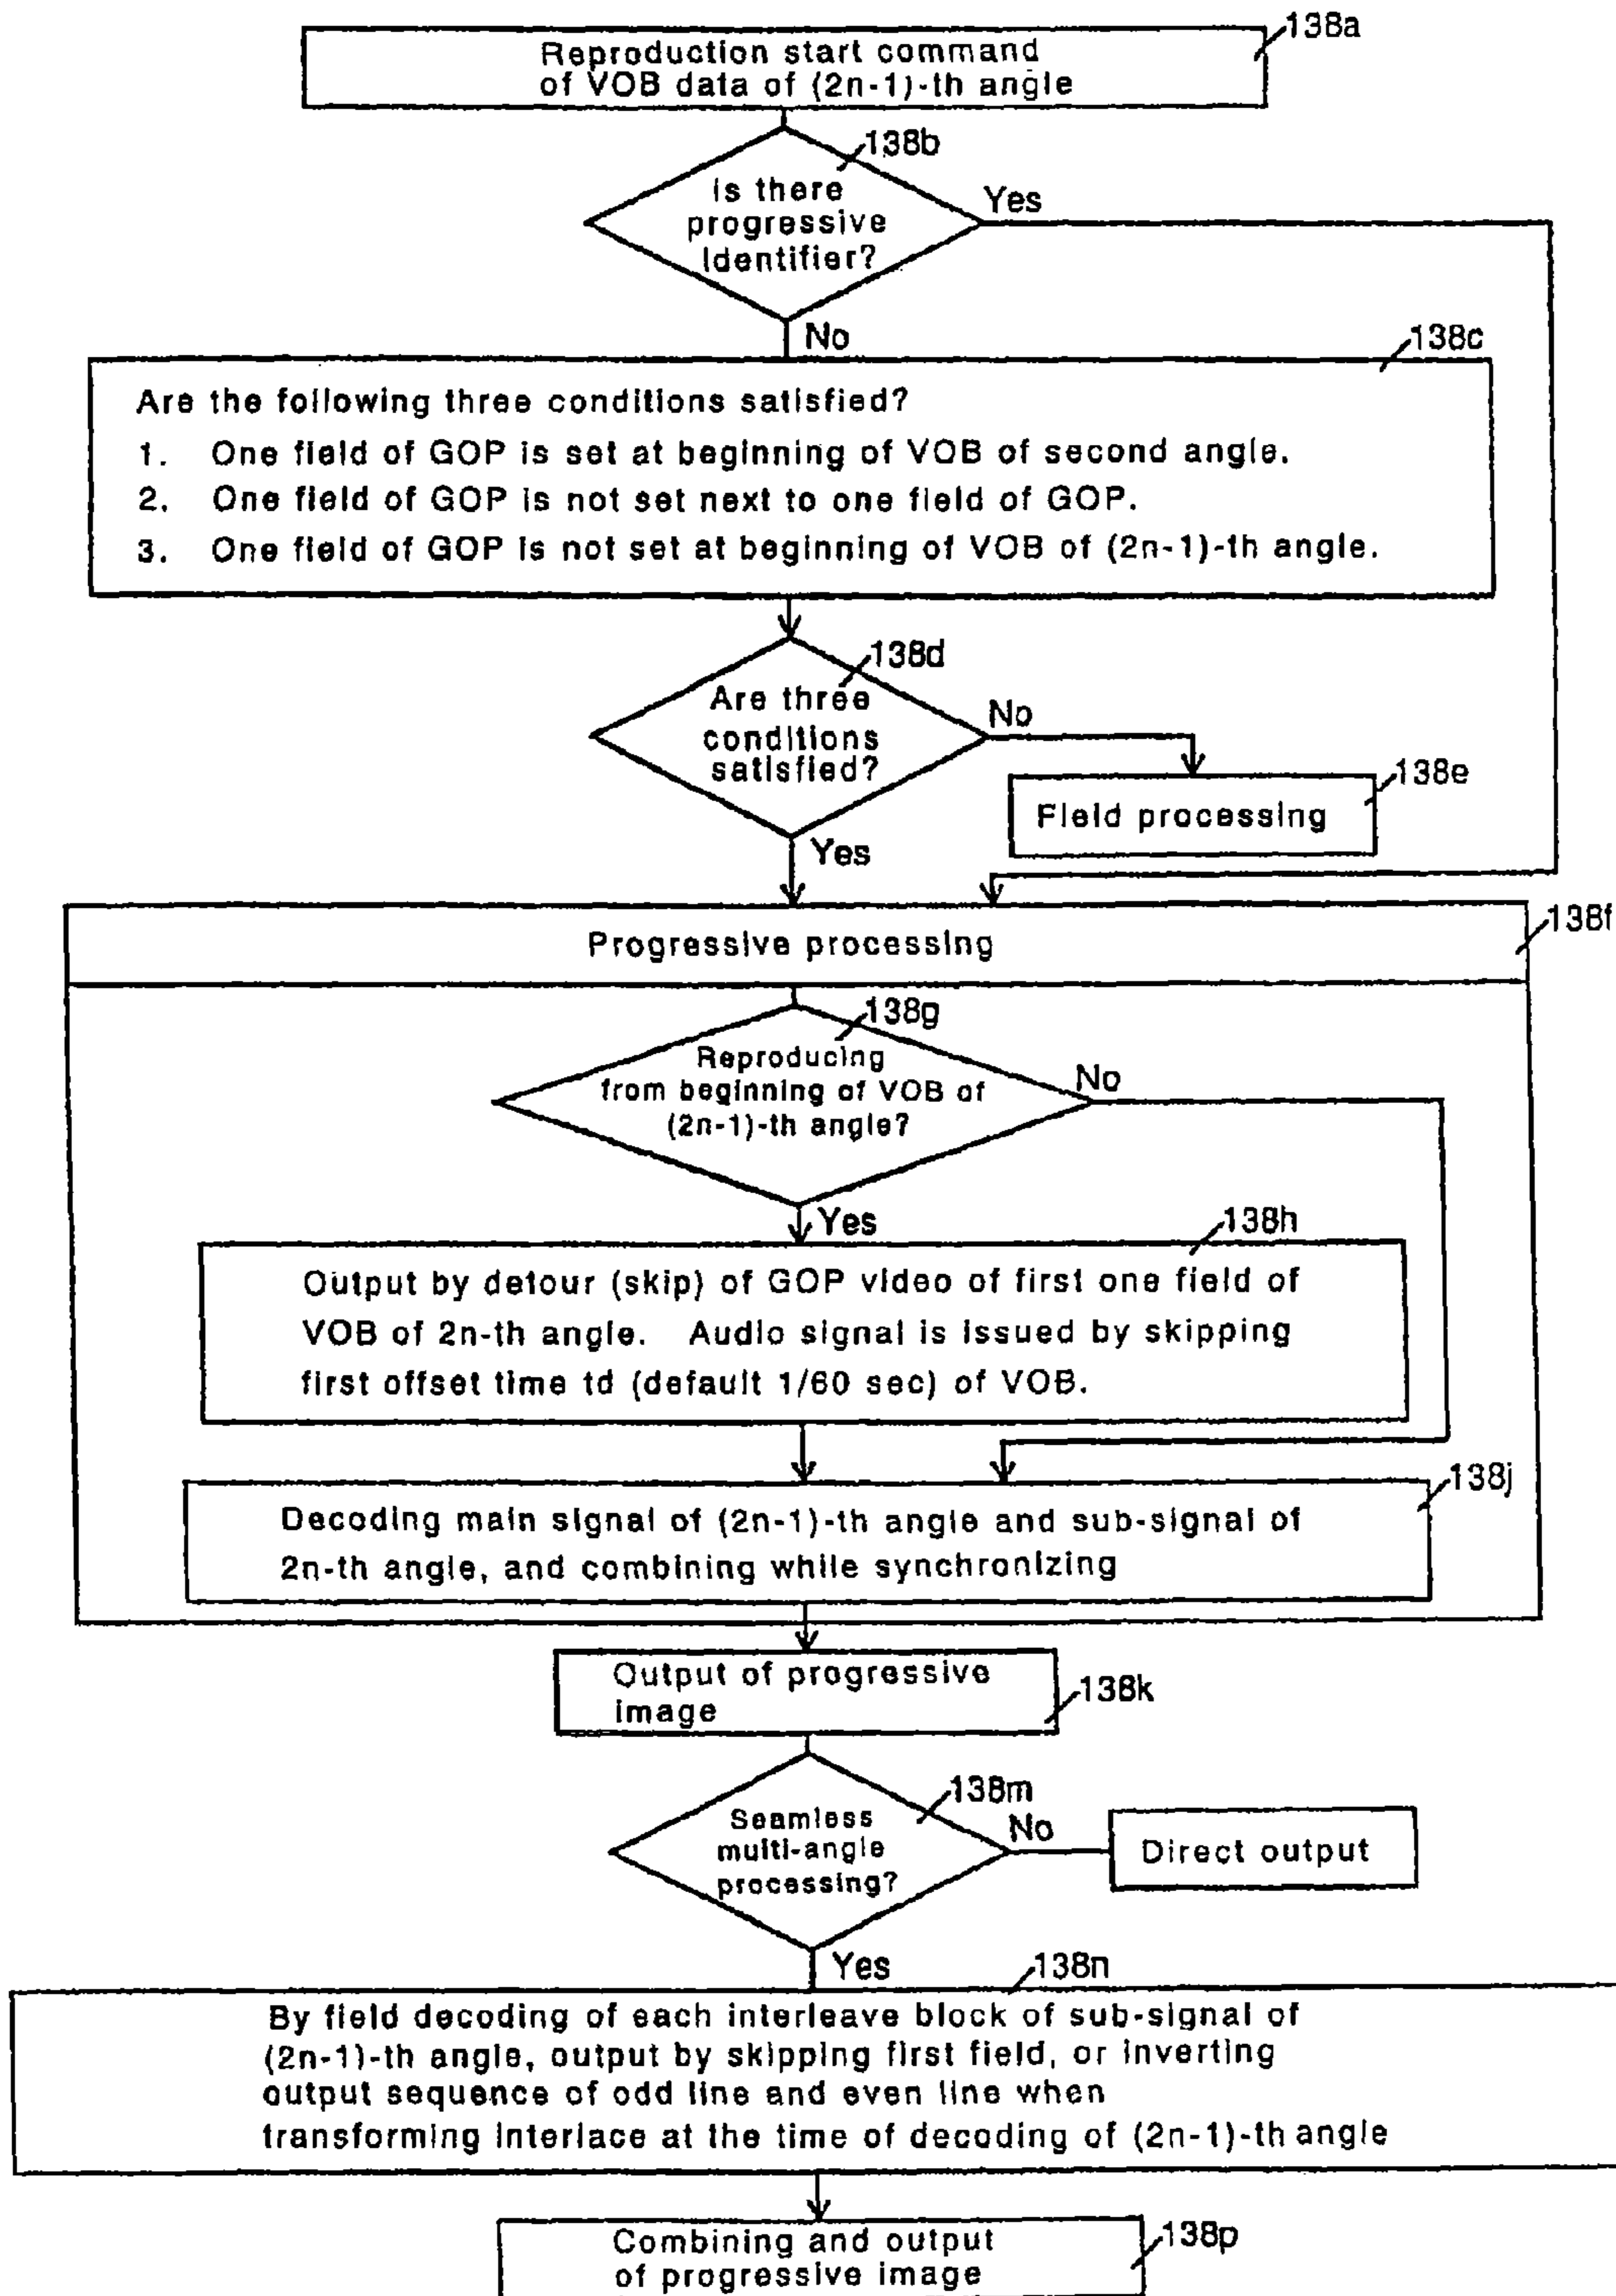 138a
Reproduction start command
of VOB data of (2n-1)-th angle
138b
Is there
progressive
Identifier?
Yes
No
138c
Are the following three conditions satisfied?
1. One field of GOP is set at beginning of VOB of second angle.
2. One field of GOP is not set next to one field of GOP.
3. One field of GOP is not set at beginning of VOB of (2n-1)-th angle.
138d
Are three
conditions
satisfied?
No
138e
Field processing
Yes
138f
Progressive processing
138g
Reproducing
from beginning of VOB of
(2n-1)-th angle?
No
Yes
138h
Output by detour (skip) of GOP video of first one field of
VOB of 2n-th angle. Audio signal is issued by skipping
first offset time td (default 1/60 sec) of VOB.
138j
Decoding main signal of (2n-1)-th angle and sub-signal of
2n-th angle, and combining while synchronizing
Output of progressive
image
138k
138m
Seamless
multi-angle
processing?
No
Direct output
Yes
138n
By field decoding of each interleave block of sub-signal of
(2n-1)-th angle, output by skipping first field, or inverting
output sequence of odd line and even line when
transforming interlace at the time of decoding of (2n-1)-th angle
138p
Combining and output
of progressive image